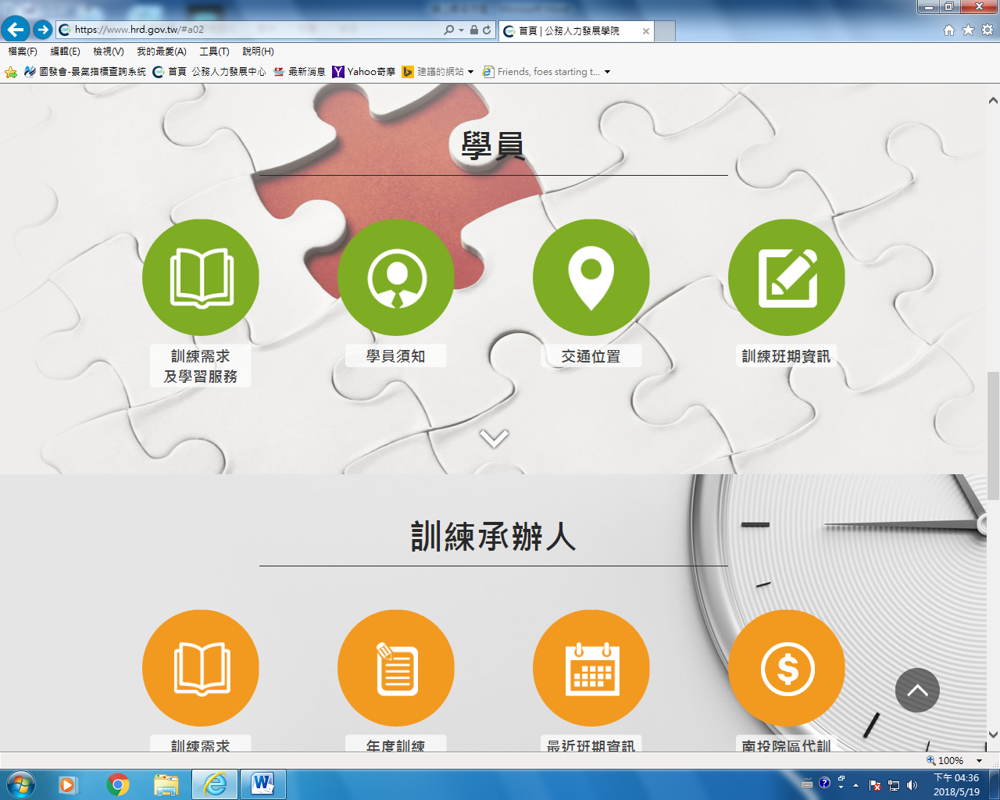 https://www.hrd.gov.tw/#a02
首頁 | 公務人力發展學院
檔案(F) 編輯(E) 檢視(V) 我的最愛(A) 工具(T) 說明(H)
國發會-景氣指標查詢系統 首頁 公務人力發展中心 最新消息 Yahoo奇摩 建議的網站 Friends, foes starting t...
學員
訓練需求
及學習服務
學員須知
交通位置
訓練班期資訊
訓練承辦人
訓練需求
年度訓練
最近班期資訊
南投院區代訓
100%
下午 04:36
2018/5/19